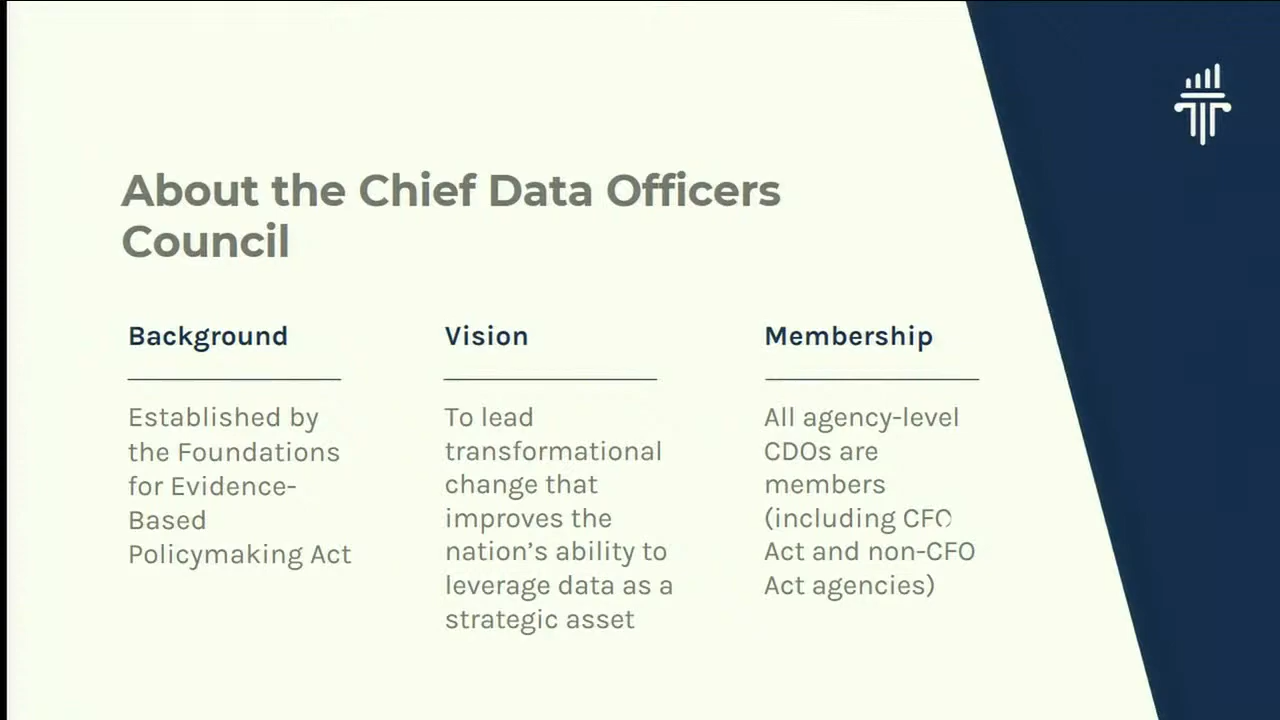 About the Chief Data Officers
Council
Background
Established by
the Foundations
for Evidence-
Based
Policymaking Act
Vision
To lead
transformational
change that
improves the
nation’s ability to
leverage data as a
strategic asset
Membership
All agency-level
CDOs are
members
(including CFO
Act and non-CFO
Act agencies)